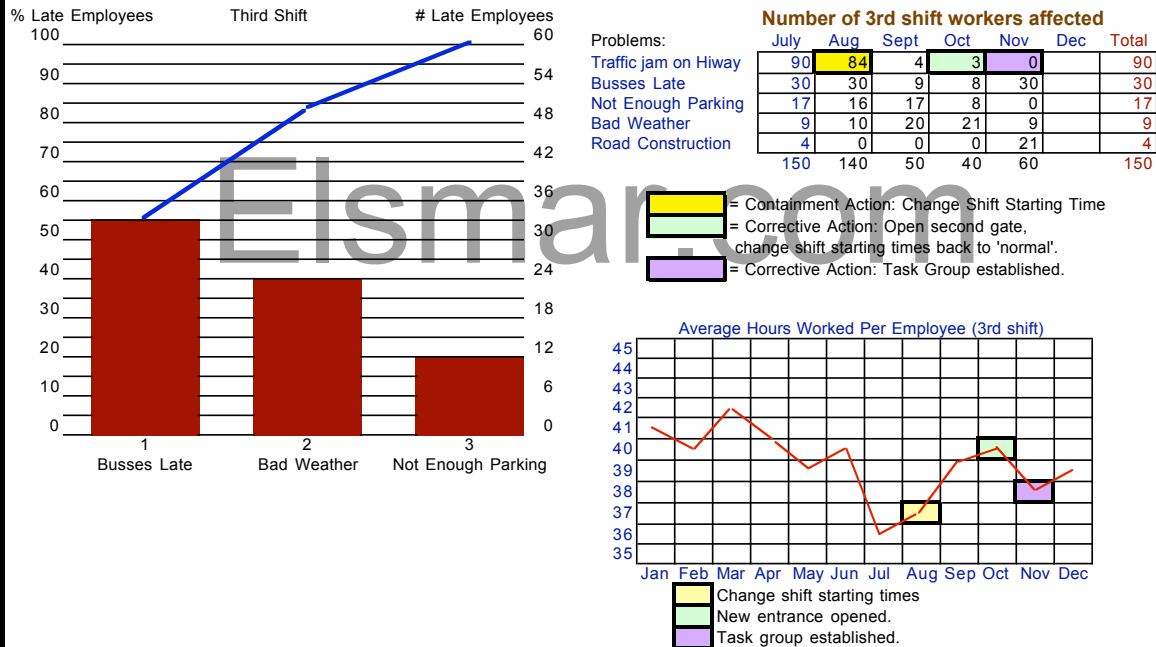 % Late Employees Third Shift # Late Employees
100 60
90 54
80 48
70 42
60 36
50 30
40 24
30 18
20 12
10 6
0 0
1 2 3
Busses Late Bad Weather Not Enough Parking
Number of 3rd shift workers affected
Problems: July Aug Sept Oct Nov Dec Total
Traffic jam on Hiway 90 84 4 3 0 90
Busses Late 30 30 9 8 30 30
Not Enough Parking 17 16 17 8 0 17
Bad Weather 9 10 20 21 9 9
Road Construction 4 0 0 0 21 4
150 140 50 40 60 150
Elsmar.com
= Containment Action: Change Shift Starting Time
= Corrective Action: Open second gate,
change shift starting times back to 'normal'.
= Corrective Action: Task Group established.
Average Hours Worked Per Employee (3rd shift)
45
44
43
42
41
40
39
38
37
36
35
Jan Feb Mar Apr May Jun Jul Aug Sep Oct Nov Dec
Change shift starting times
New entrance opened.
Task group established.